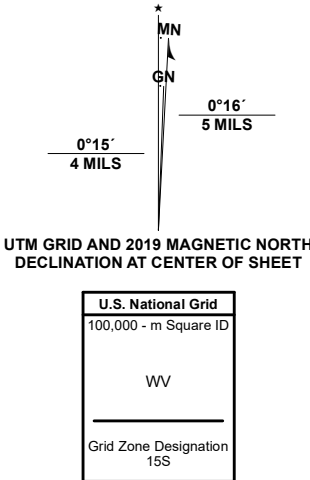 ★
MN
GN
0°16´
5 MILS
0°15´
4 MILS
UTM GRID AND 2019 MAGNETIC NORTH
DECLINATION AT CENTER OF SHEET
U.S. National Grid
100,000 - m Square ID
WV
Grid Zone Designation
15S